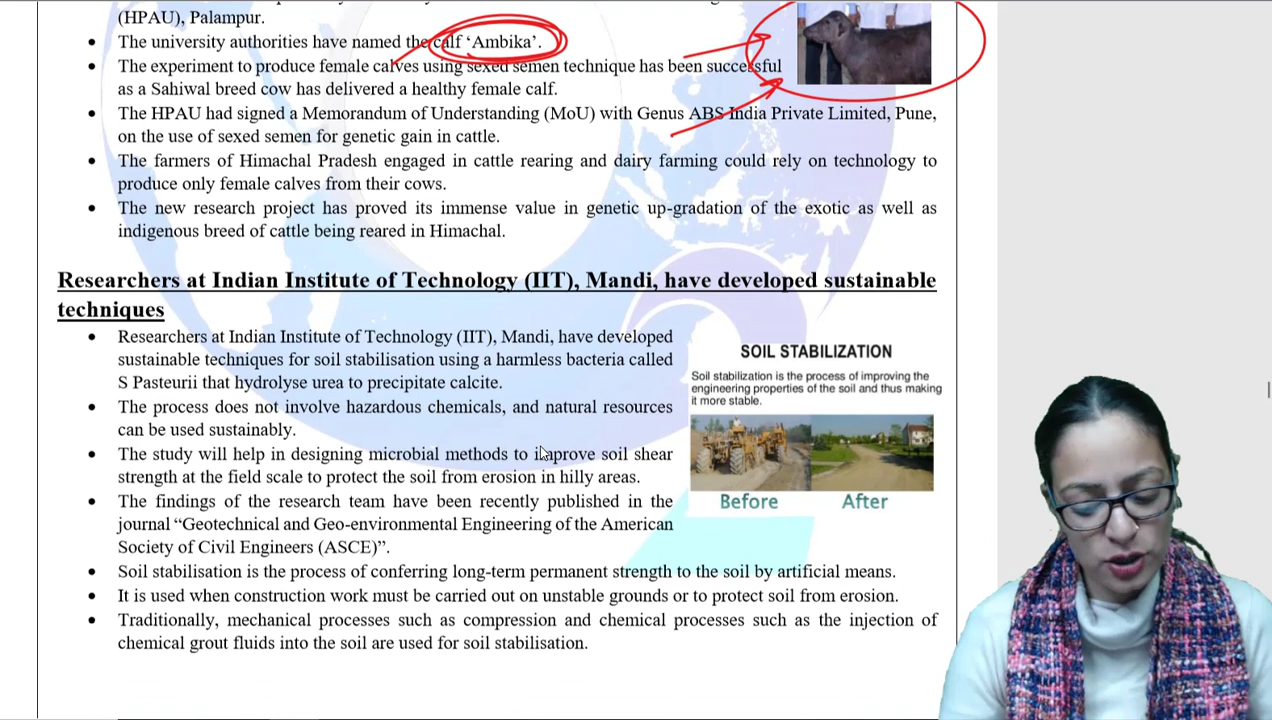 (HPAU), Palampur.
• The university authorities have named the calf ‘Ambika’.
• The experiment to produce female calves using sexed semen technique has been successful
as a Sahiwal breed cow has delivered a healthy female calf.
• The HPAU had signed a Memorandum of Understanding (MoU) with Genus ABS India Private Limited, Pune,
on the use of sexed semen for genetic gain in cattle.
• The farmers of Himachal Pradesh engaged in cattle rearing and dairy farming could rely on technology to
produce only female calves from their cows.
• The new research project has proved its immense value in genetic up-gradation of the exotic as well as
indigenous breed of cattle being reared in Himachal.
Researchers at Indian Institute of Technology (IIT), Mandi, have developed sustainable
techniques
• Researchers at Indian Institute of Technology (IIT), Mandi, have developed
sustainable techniques for soil stabilisation using a harmless bacteria called
S Pasteurii that hydrolyse urea to precipitate calcite.
• The process does not involve hazardous chemicals, and natural resources
can be used sustainably.
• The study will help in designing microbial methods to improve soil shear
strength at the field scale to protect the soil from erosion in hilly areas.
• The findings of the research team have been recently published in the
journal “Geotechnical and Geo-environmental Engineering of the American
Society of Civil Engineers (ASCE)”.
SOIL STABILIZATION
Soil stabilization is the process of improving the
engineering properties of the soil and thus making
it more stable.
Before After
• Soil stabilisation is the process of conferring long-term permanent strength to the soil by artificial means.
• It is used when construction work must be carried out on unstable grounds or to protect soil from erosion.
• Traditionally, mechanical processes such as compression and chemical processes such as the injection of
chemical grout fluids into the soil are used for soil stabilisation.